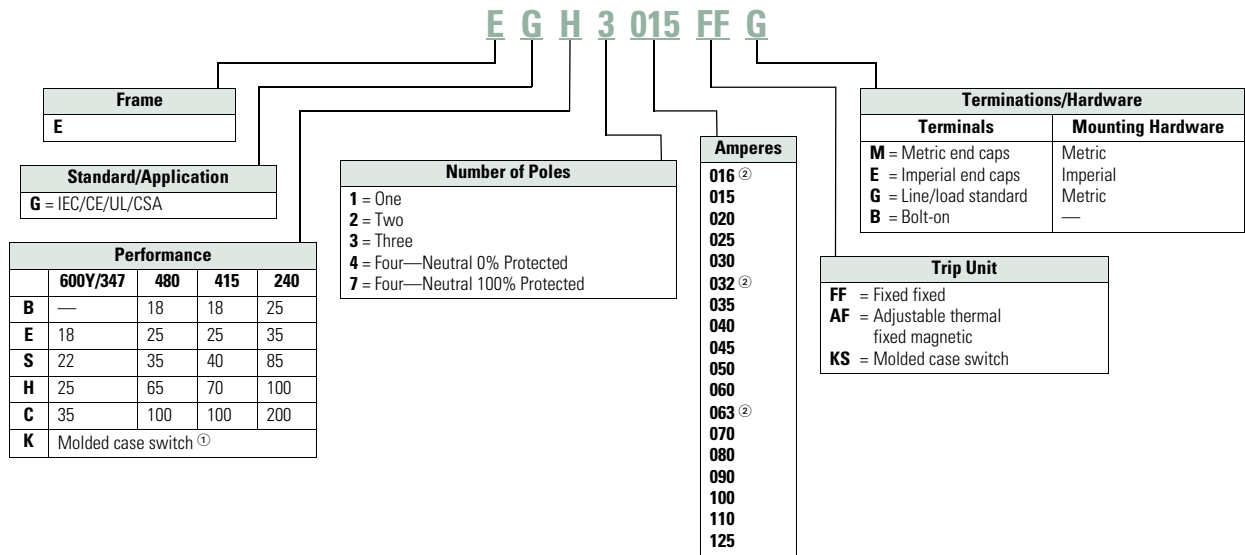 E G H 3 015 FF G
Frame
E
Standard/Application
G = IEC/CE/UL/CSA
Performance
600Y/347 480 415 240
B — 18 18 25
E 18 25 25 35
S 22 35 40 85
H 25 65 70 100
C 35 100 100 200
K Molded case switch ①
Number of Poles
1 = One
2 = Two
3 = Three
4 = Four—Neutral 0% Protected
7 = Four—Neutral 100% Protected
Amperes
016 ②
015
020
025
030
032 ②
035
040
045
050
060
063 ②
070
080
090
100
110
125
Terminations/Hardware
Terminals Mounting Hardware
M = Metric end caps Metric
E = Imperial end caps Imperial
G = Line/load standard Metric
B = Bolt-on —
Trip Unit
FF = Fixed fixed
AF = Adjustable thermal
fixed magnetic
KS = Molded case switch